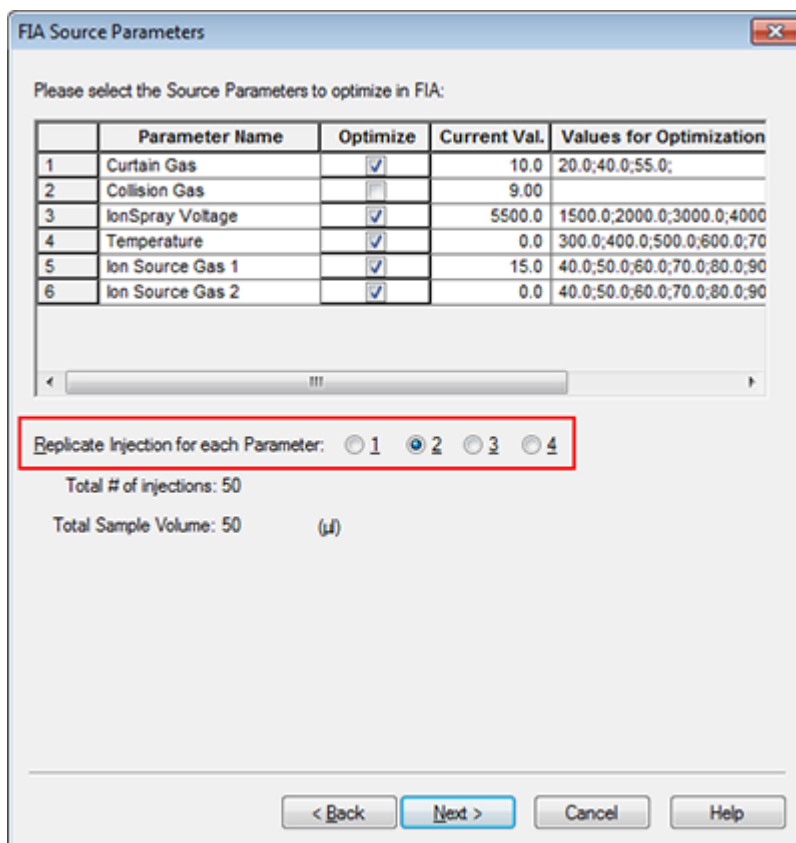 FIA Source Parameters
Please select the Source Parameters to optimize in FIA:
Parameter Name Optimize Current Val. Values for Optimization
1 Curtain Gas 10.0 20.0;40.0;55.0;
2 Collision Gas 9.00
3 IonSpray Voltage 5500.0 1500.0;2000.0;3000.0;4000
4 Temperature 0.0 300.0;400.0;500.0;600.0;70
5 Ion Source Gas 1 15.0 40.0;50.0;60.0;70.0;80.0;90
6 Ion Source Gas 2 0.0 40.0;50.0;60.0;70.0;80.0;90
Replicate Injection for each Parameter: 1 2 3 4
Total # of injections: 50
Total Sample Volume: 50 (µl)
< Back Next > Cancel Help